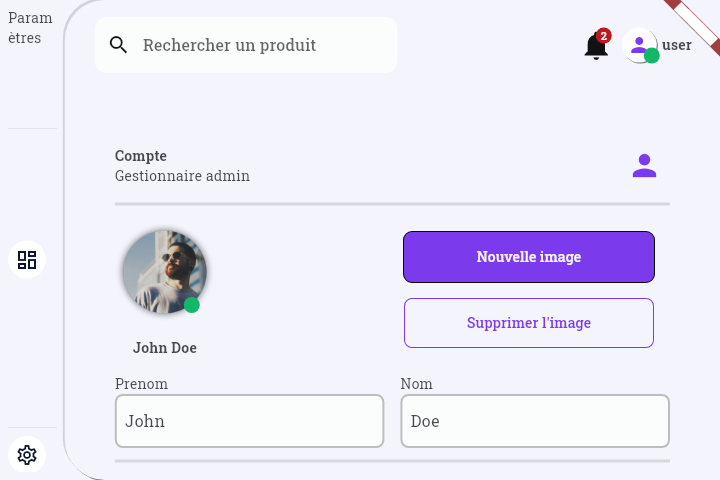 Param
ètres
Rechercher un produit
2
user
Compte
Gestionnaire admin
Nouvelle image
Supprimer l'image
John Doe
Prenom
Nom
John
Doe